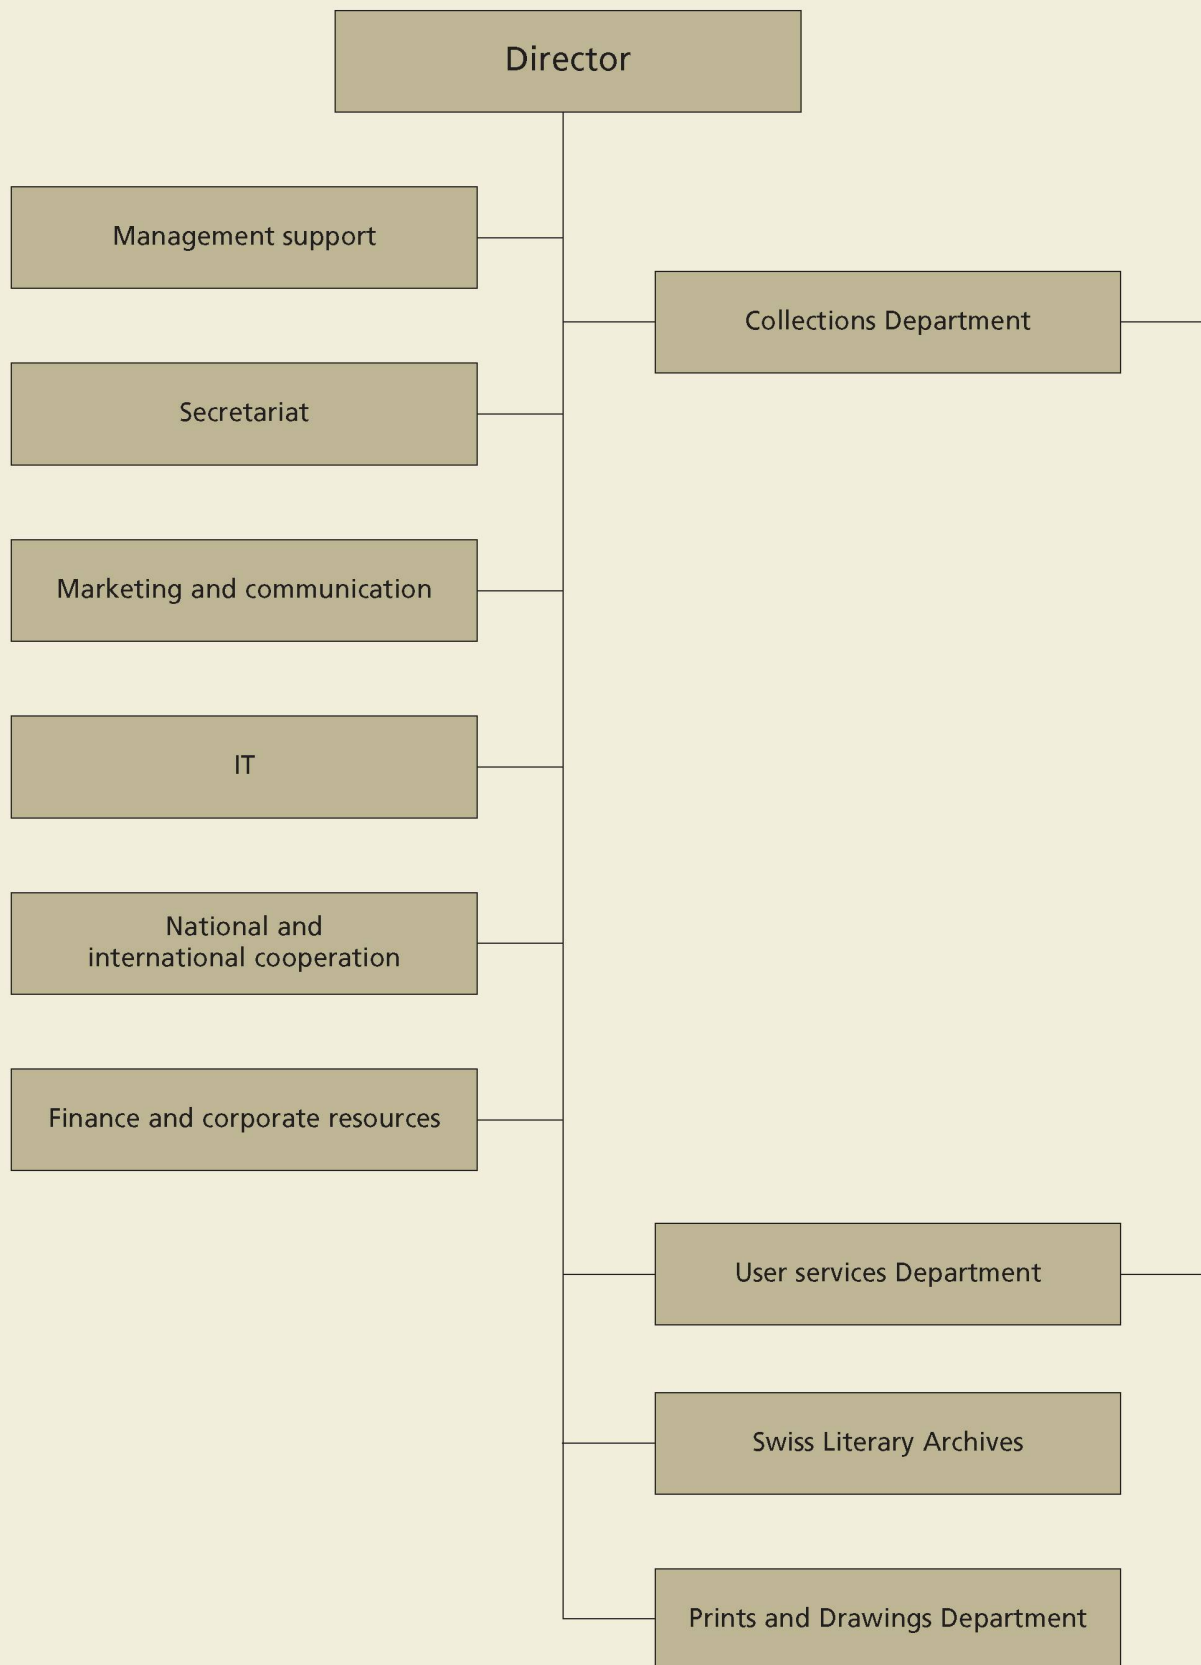 Director
Management support
Collections Department
Secretariat
Marketing and communication
IT
National and
international cooperation
Finance and corporate resources
User services Department
Swiss Literary Archives
Prints and Drawings Department